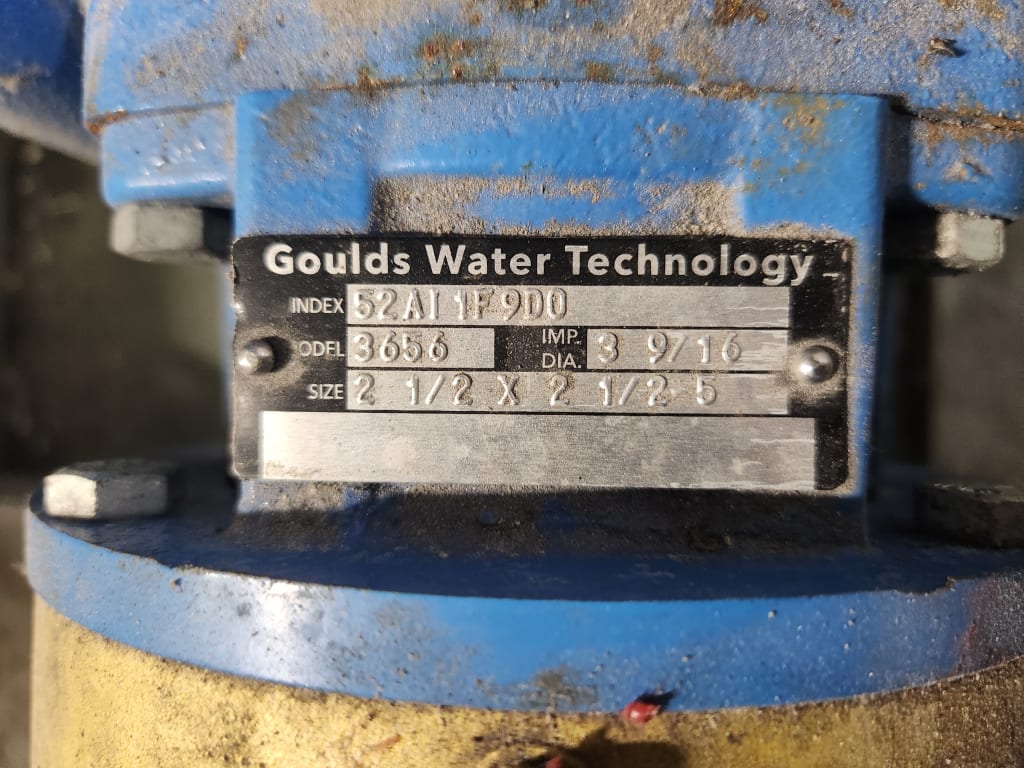 Goulds Water Technology
INDEX 52AI1F9D0
MODEL 3656 IMP. DIA. 3 9/16
SIZE 2 1/2 X 2 1/2-5